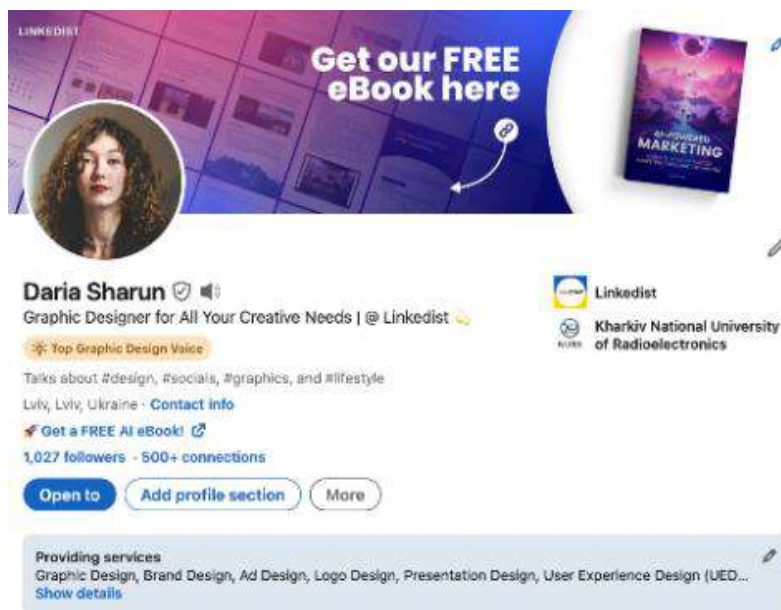 LINKEDIST
Get our FREE
eBook here
AI-POWERED
MARKETING
Daria Sharun
Graphic Designer for All Your Creative Needs | @ Linkedist 💫
Top Graphic Design Voice
Talks about #design, #socials, #graphics, and #lifestyle
Lviv, Lviv, Ukraine · Contact info
🚀 Get a FREE AI eBook!
1,027 followers · 500+ connections
Open to
Add profile section
More
Linkedist
Kharkiv National University
of Radioelectronics
Providing services
Graphic Design, Brand Design, Ad Design, Logo Design, Presentation Design, User Experience Design (UED...
Show details